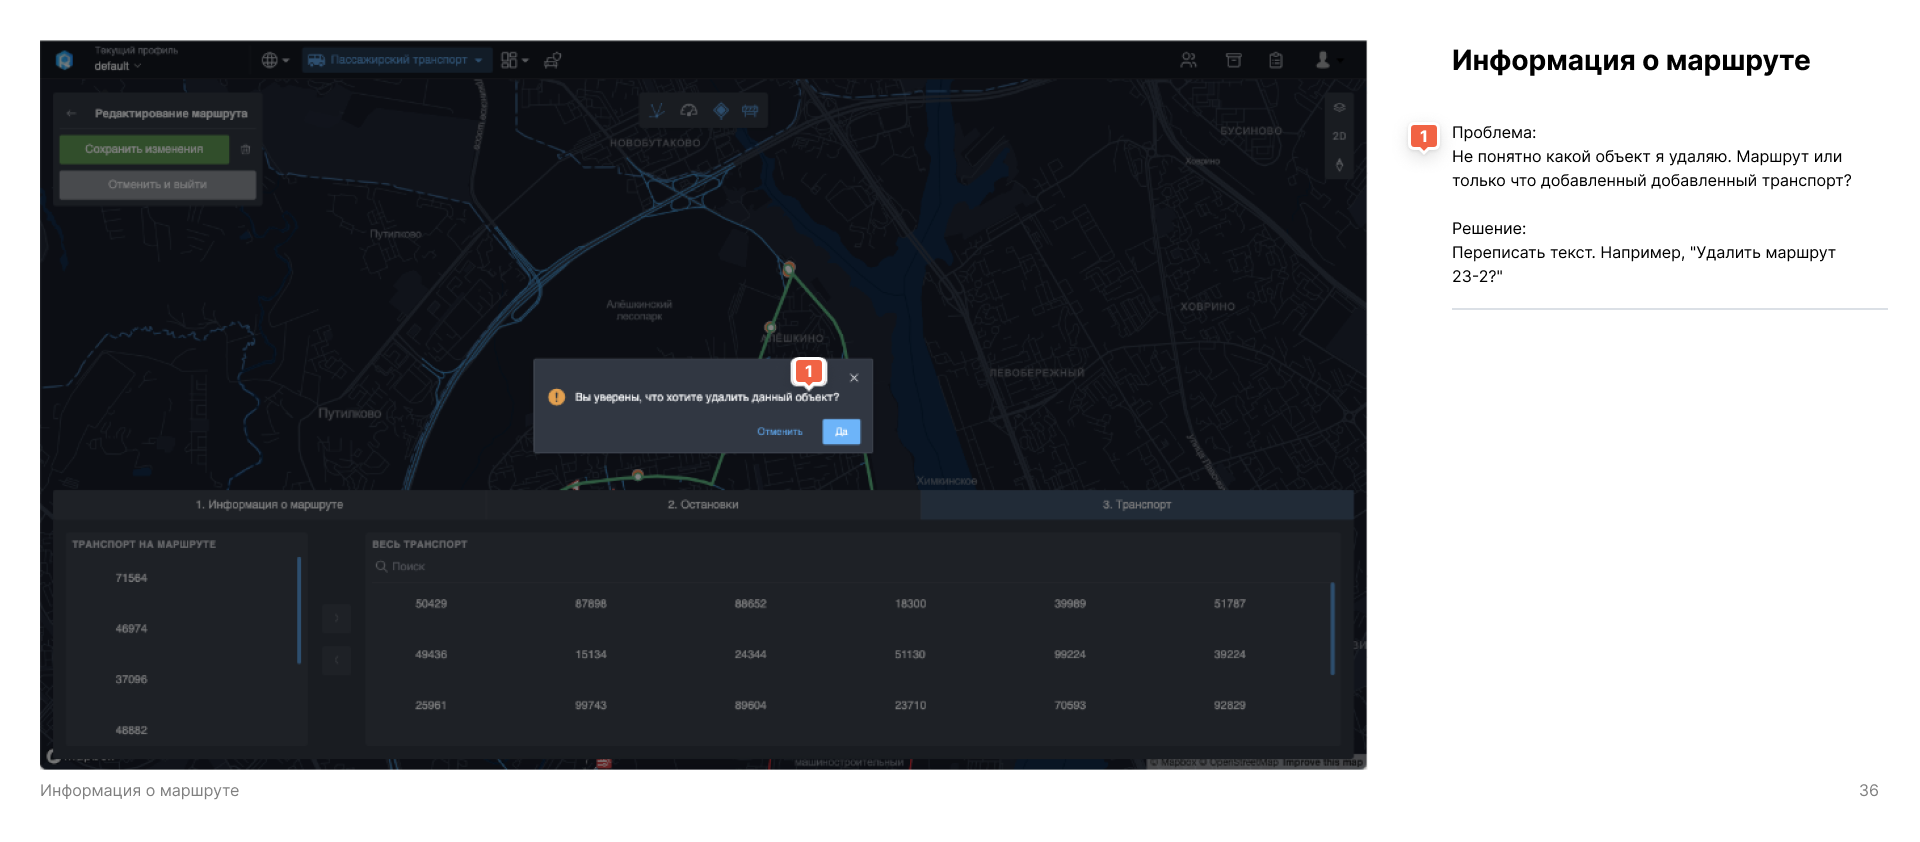 Текущий профиль
default
Пассажирский транспорт
Редактирование маршрута
Сохранить изменения
Отменить и выйти
2D
НОВОБУТАКОВО
БУСИНОВО
Ховрино
Путилково
Алёшкинский
лесопарк
АЛЁШКИНО
ХОВРИНО
ЛЕВОБЕРЕЖНЫЙ
Путилково
Химкинское
1
Вы уверены, что хотите удалить данный объект?
Отменить
Да
1. Информация о маршруте
2. Остановки
3. Транспорт
ТРАНСПОРТ НА МАРШРУТЕ
71564
46974
37096
48882
ВЕСЬ ТРАНСПОРТ
Поиск
50429 87898 88652 18300 39989 51787
49436 15134 24344 51130 99224 39224
25961 99743 89604 23710 70593 92829
машиностроительный
© Mapbox © OpenStreetMap Improve this map
Информация о маршруте
1
Проблема:
Не понятно какой объект я удаляю. Маршрут или
только что добавленный добавленный транспорт?
Решение:
Переписать текст. Например, "Удалить маршрут
23-2?"
Информация о маршруте
36